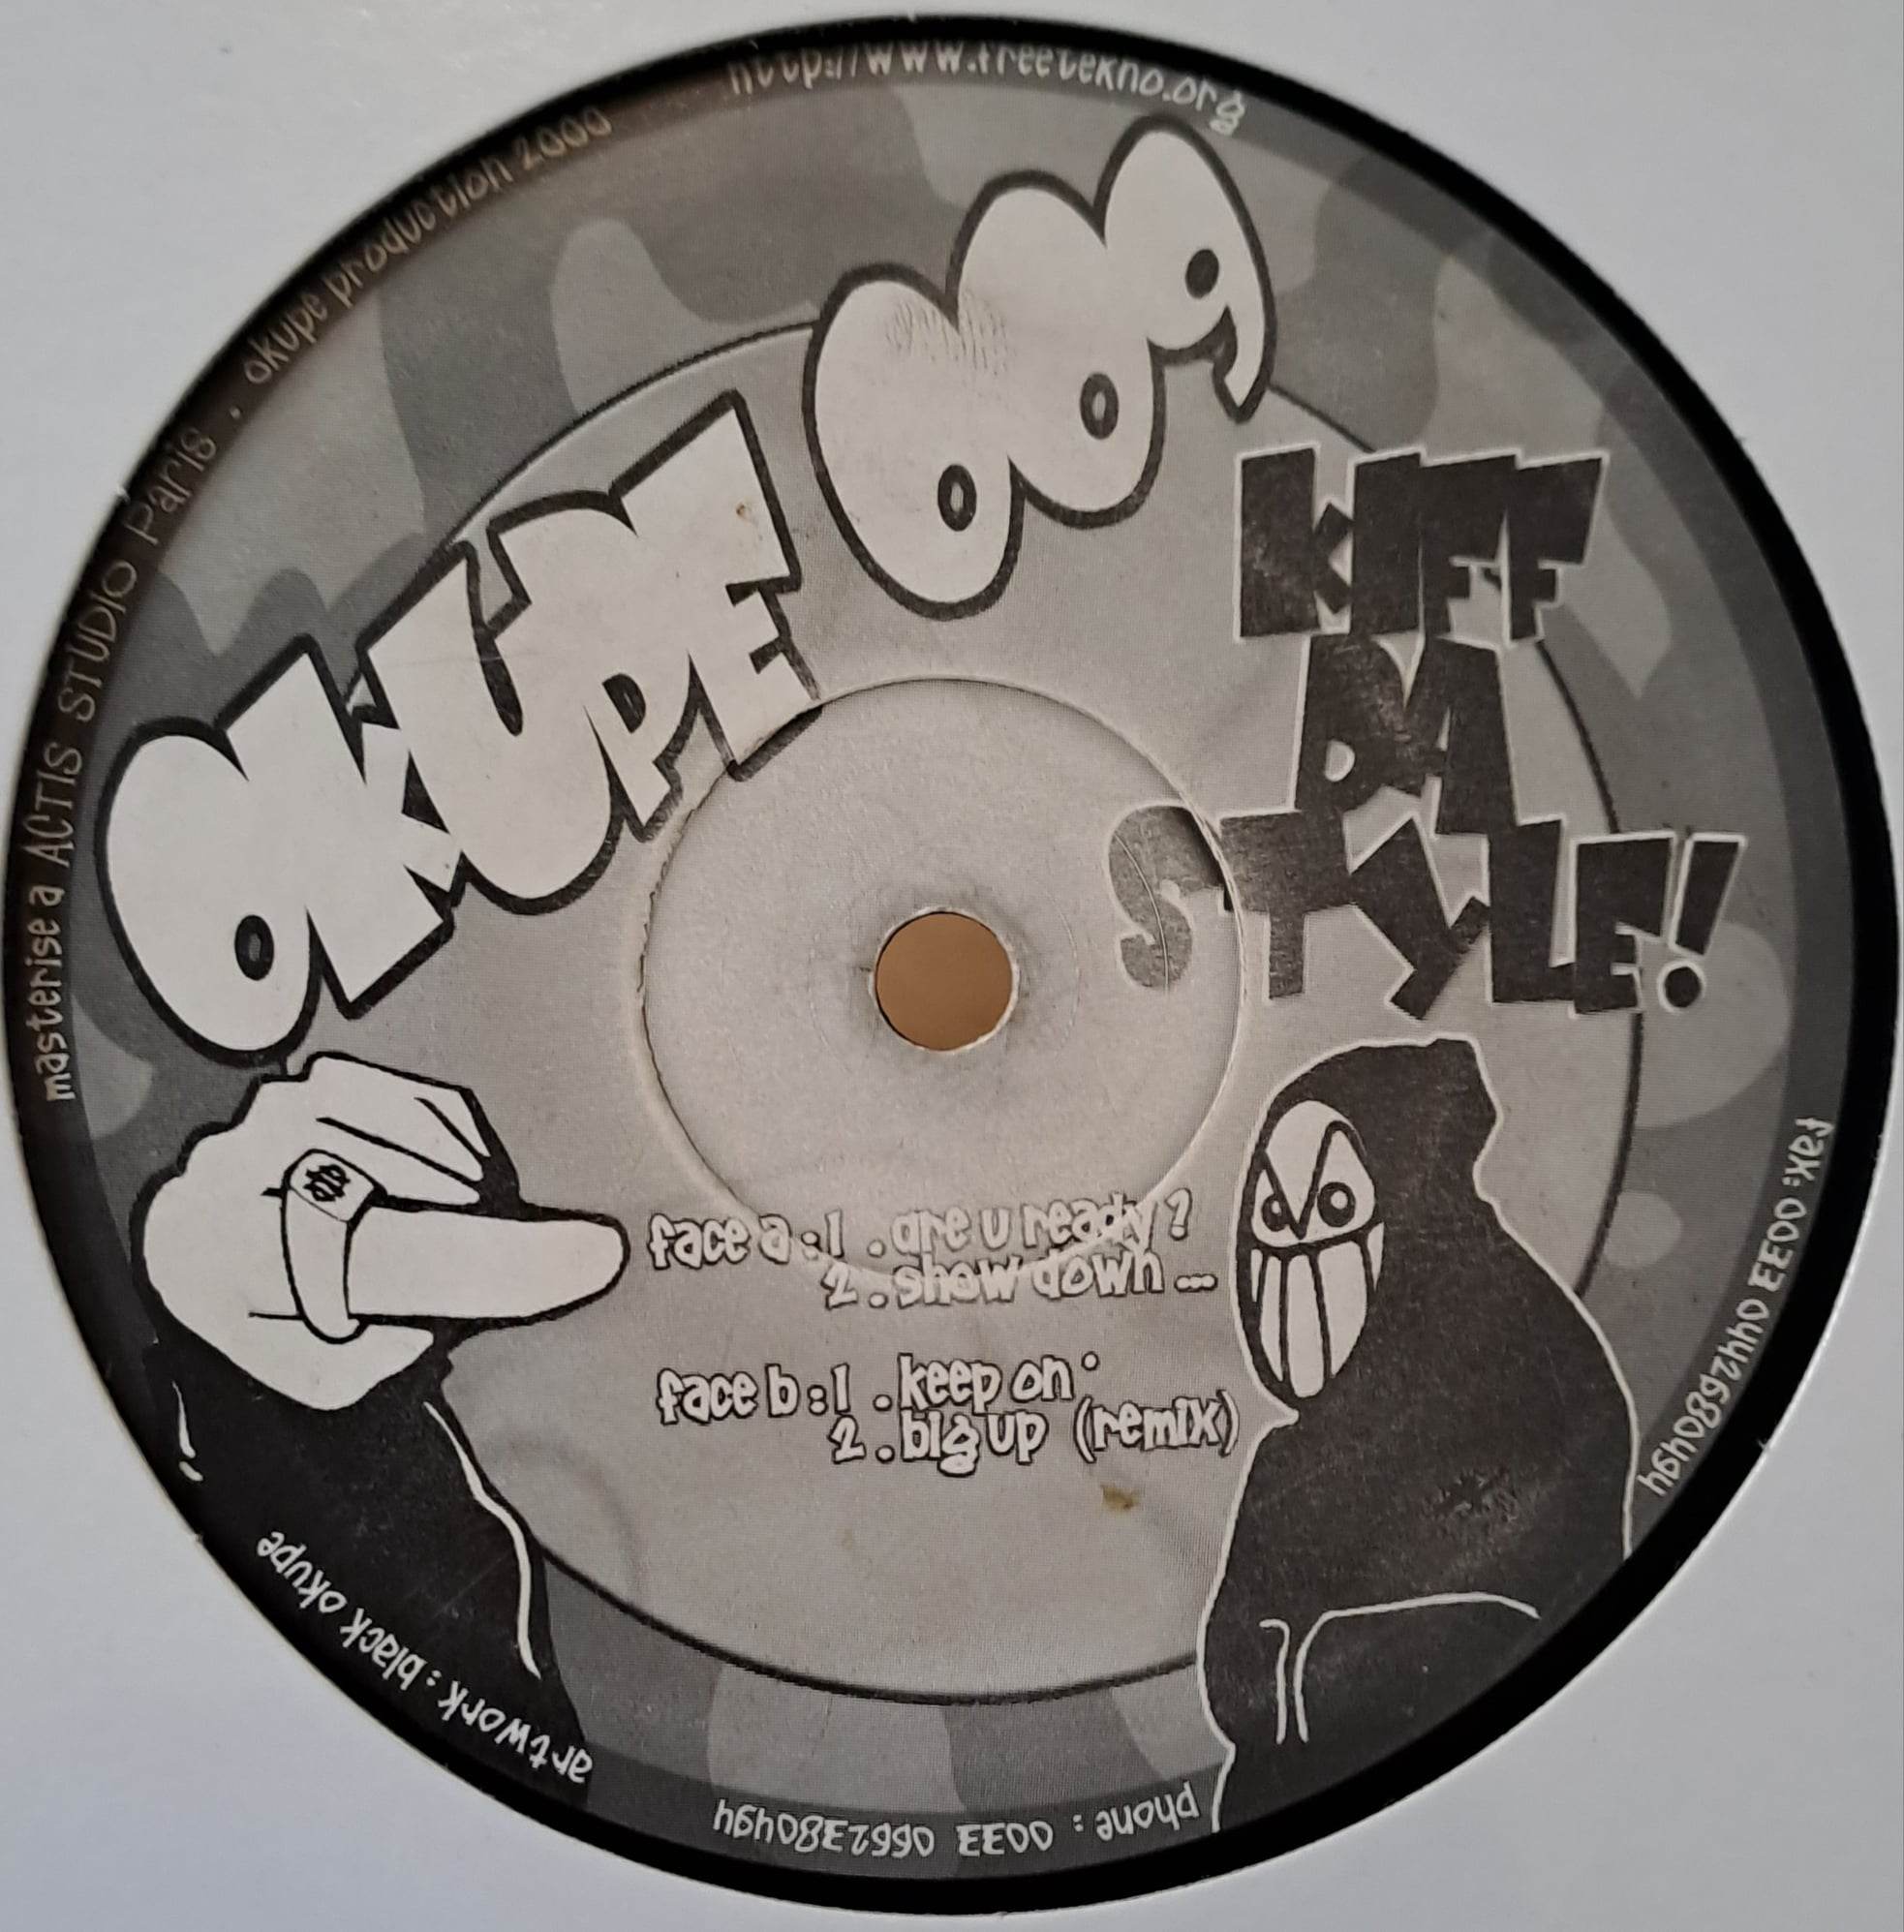 http://www.freetekno.org
masterise a ACTIS STUDIO Paris . okupe production 2000
OKUPE 009
KIFF
DA
STYLE!
face a : 1 . are u ready ?
2 . show down ...
face b : 1 . keep on
2 . big up (remix)
fax: 0033 0442680494
phone : 0033 0662380494
artwork : black okupe